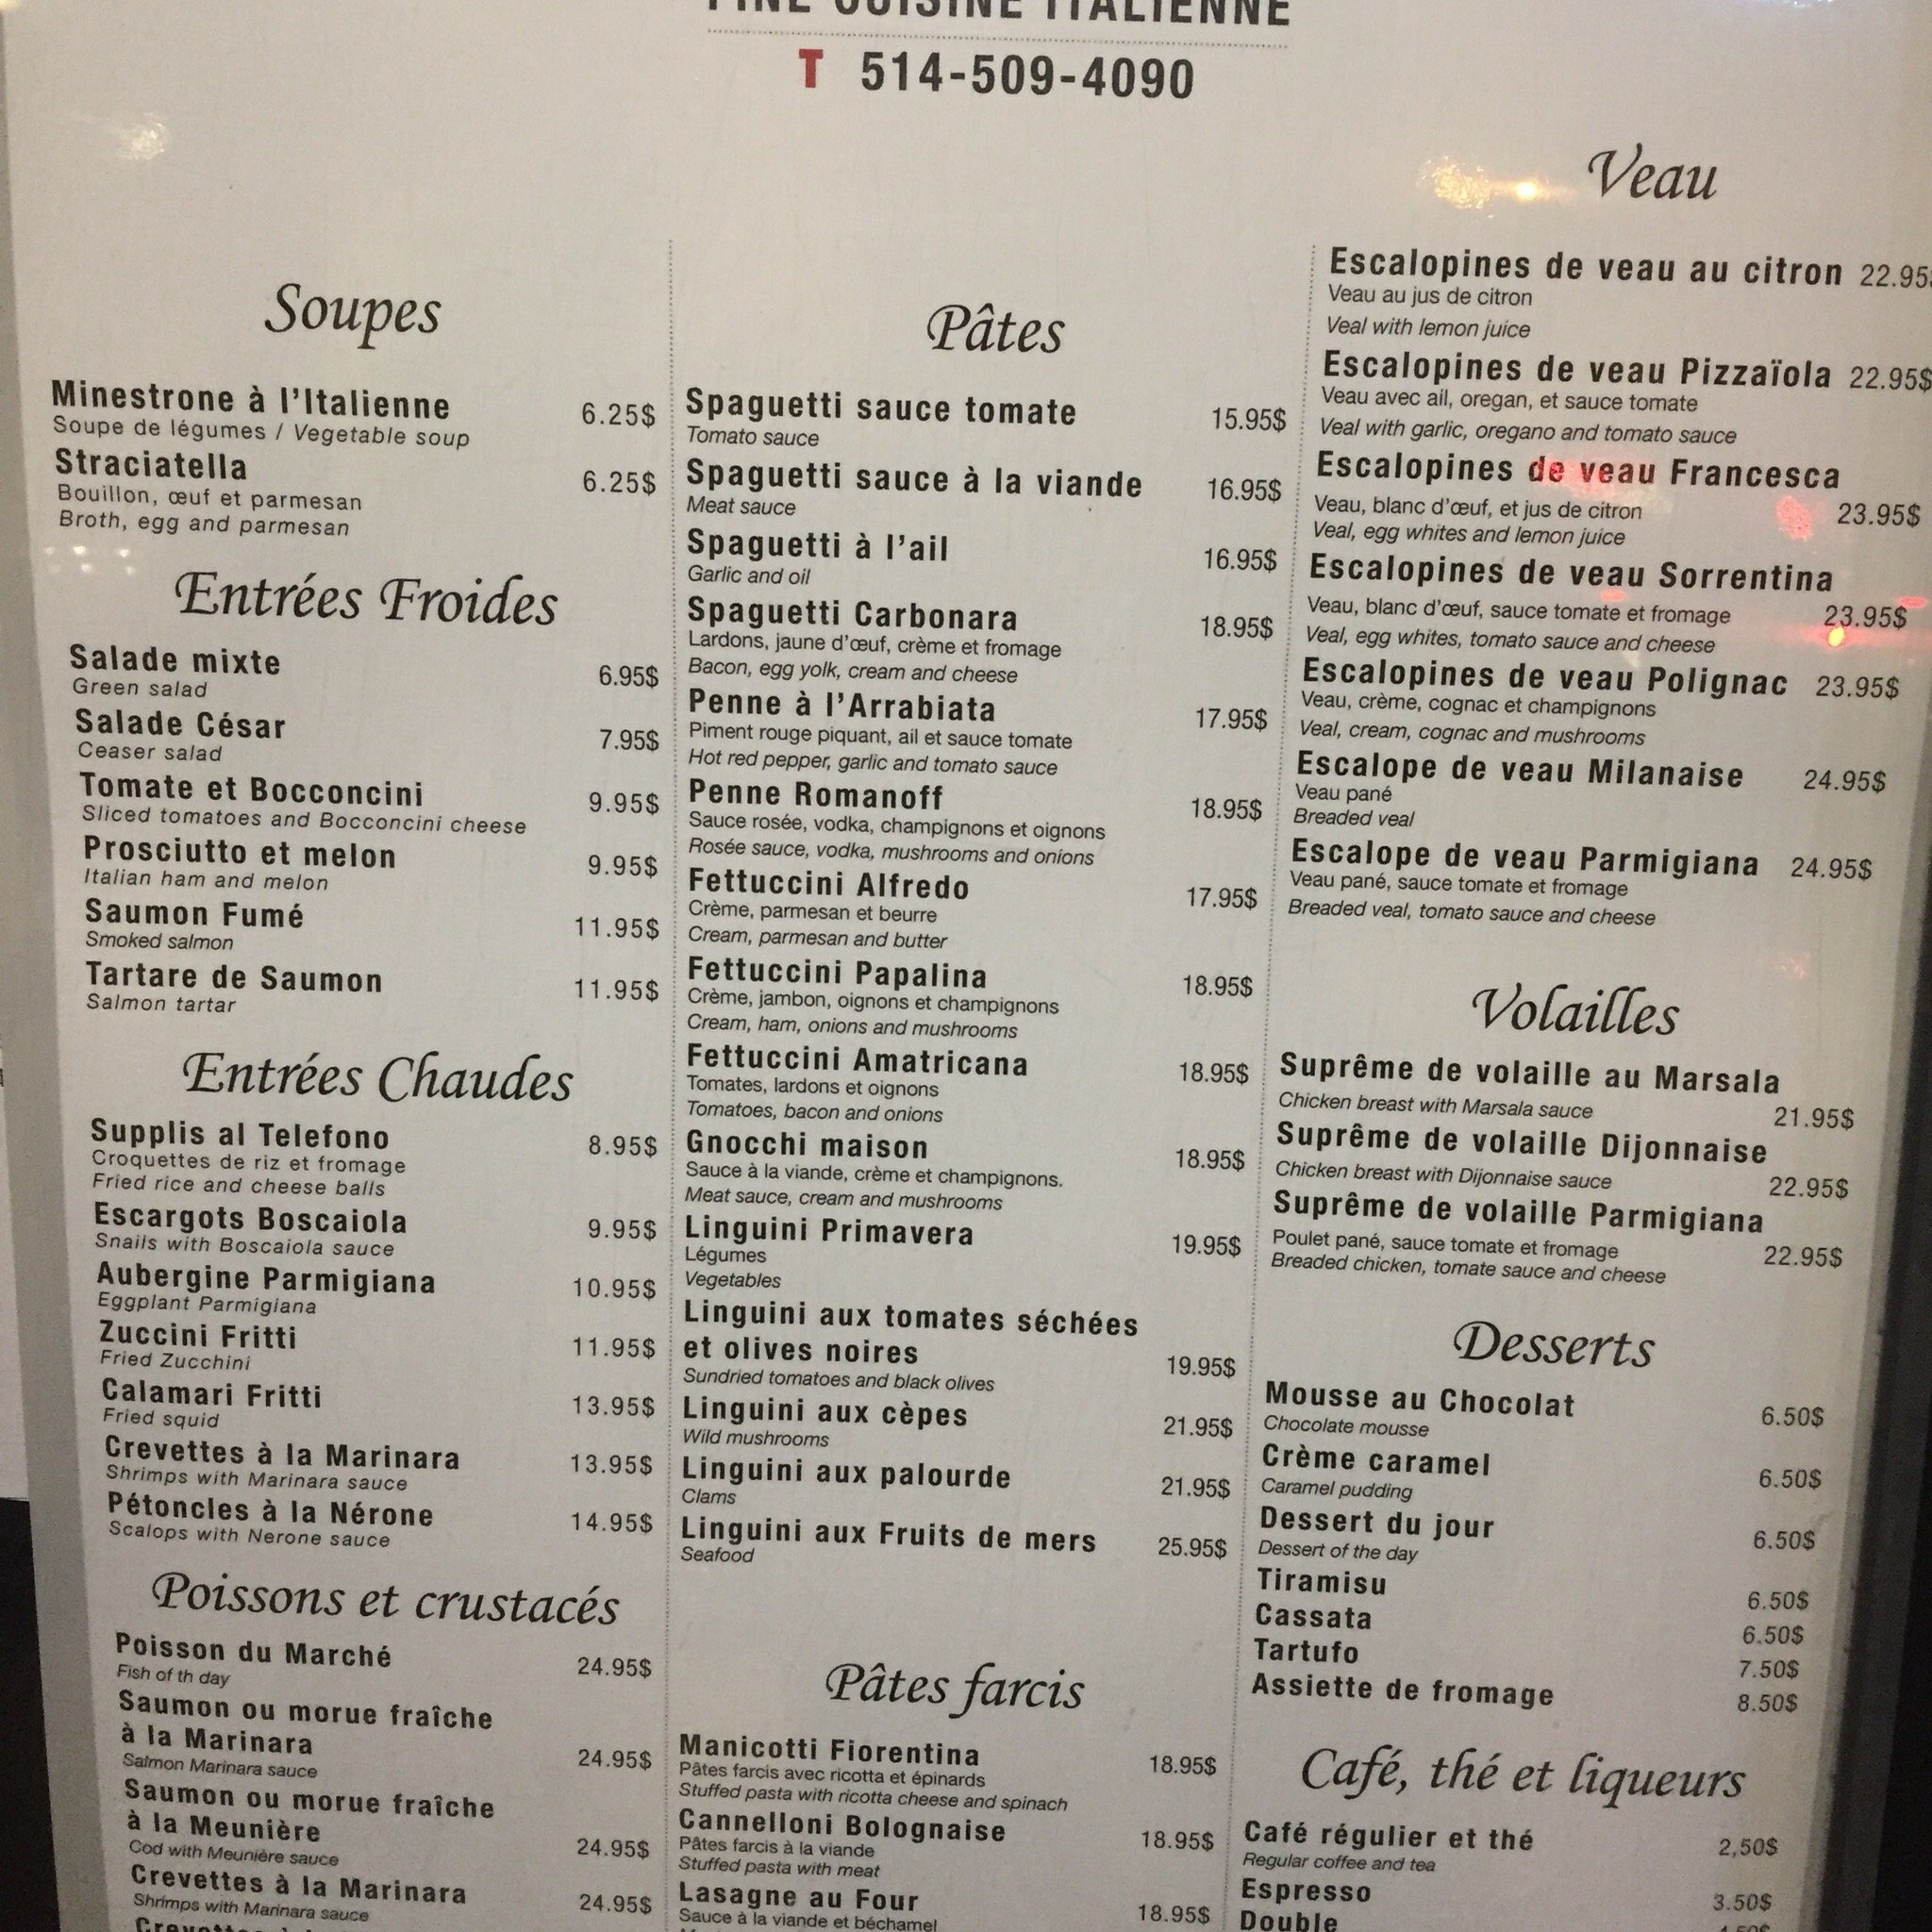 FINE CUISINE ITALIENNE
T 514-509-4090
Soupes
Minestrone à l'Italienne 6.25$
Soupe de légumes / Vegetable soup
Straciatella 6.25$
Bouillon, œuf et parmesan
Broth, egg and parmesan
Entrées Froides
Salade mixte 6.95$
Green salad
Salade César 7.95$
Ceaser salad
Tomate et Bocconcini 9.95$
Sliced tomatoes and Bocconcini cheese
Prosciutto et melon 9.95$
Italian ham and melon
Saumon Fumé 11.95$
Smoked salmon
Tartare de Saumon 11.95$
Salmon tartar
Entrées Chaudes
Supplis al Telefono 8.95$
Croquettes de riz et fromage
Fried rice and cheese balls
Escargots Boscaiola 9.95$
Snails with Boscaiola sauce
Aubergine Parmigiana 10.95$
Eggplant Parmigiana
Zuccini Fritti 11.95$
Fried Zucchini
Calamari Fritti 13.95$
Fried squid
Crevettes à la Marinara 13.95$
Shrimps with Marinara sauce
Pétoncles à la Nérone 14.95$
Scalops with Nerone sauce
Poissons et crustacés
Poisson du Marché 24.95$
Fish of th day
Saumon ou morue fraîche
à la Marinara 24.95$
Salmon Marinara sauce
Saumon ou morue fraîche
à la Meunière 24.95$
Cod with Meunière sauce
Crevettes à la Marinara 24.95$
Shrimps with Marinara sauce
Pâtes
Spaguetti sauce tomate 15.95$
Tomato sauce
Spaguetti sauce à la viande 16.95$
Meat sauce
Spaguetti à l'ail 16.95$
Garlic and oil
Spaguetti Carbonara 18.95$
Lardons, jaune d'œuf, crème et fromage
Bacon, egg yolk, cream and cheese
Penne à l'Arrabiata 17.95$
Piment rouge piquant, ail et sauce tomate
Hot red pepper, garlic and tomato sauce
Penne Romanoff 18.95$
Sauce rosée, vodka, champignons et oignons
Rosée sauce, vodka, mushrooms and onions
Fettuccini Alfredo 17.95$
Crème, parmesan et beurre
Cream, parmesan and butter
Fettuccini Papalina 18.95$
Crème, jambon, oignons et champignons
Cream, ham, onions and mushrooms
Fettuccini Amatricana 18.95$
Tomates, lardons et oignons
Tomatoes, bacon and onions
Gnocchi maison 18.95$
Sauce à la viande, crème et champignons.
Meat sauce, cream and mushrooms
Linguini Primavera 19.95$
Légumes
Vegetables
Linguini aux tomates séchées
et olives noires 19.95$
Sundried tomatoes and black olives
Linguini aux cèpes 21.95$
Wild mushrooms
Linguini aux palourde 21.95$
Clams
Linguini aux Fruits de mers 25.95$
Seafood
Pâtes farcis
Manicotti Fiorentina 18.95$
Pâtes farcis avec ricotta et épinards
Stuffed pasta with ricotta cheese and spinach
Cannelloni Bolognaise 18.95$
Pâtes farcis à la viande
Stuffed pasta with meat
Lasagne au Four 18.95$
Sauce à la viande et béchamel
Veau
Escalopines de veau au citron 22.95$
Veau au jus de citron
Veal with lemon juice
Escalopines de veau Pizzaïola 22.95$
Veau avec ail, oregan, et sauce tomate
Veal with garlic, oregano and tomato sauce
Escalopines de veau Francesca
Veau, blanc d'œuf, et jus de citron 23.95$
Veal, egg whites and lemon juice
Escalopines de veau Sorrentina
Veau, blanc d'œuf, sauce tomate et fromage 23.95$
Veal, egg whites, tomato sauce and cheese
Escalopines de veau Polignac 23.95$
Veau, crème, cognac et champignons
Veal, cream, cognac and mushrooms
Escalope de veau Milanaise 24.95$
Veau pané
Breaded veal
Escalope de veau Parmigiana 24.95$
Veau pané, sauce tomate et fromage
Breaded veal, tomato sauce and cheese
Volailles
Suprême de volaille au Marsala
Chicken breast with Marsala sauce 21.95$
Suprême de volaille Dijonnaise
Chicken breast with Dijonnaise sauce 22.95$
Suprême de volaille Parmigiana
Poulet pané, sauce tomate et fromage 22.95$
Breaded chicken, tomate sauce and cheese
Desserts
Mousse au Chocolat 6.50$
Chocolate mousse
Crème caramel 6.50$
Caramel pudding
Dessert du jour 6.50$
Dessert of the day
Tiramisu 6.50$
Cassata 6.50$
Tartufo 7.50$
Assiette de fromage 8.50$
Café, thé et liqueurs
Café régulier et thé 2,50$
Regular coffee and tea
Espresso 3.50$
Double